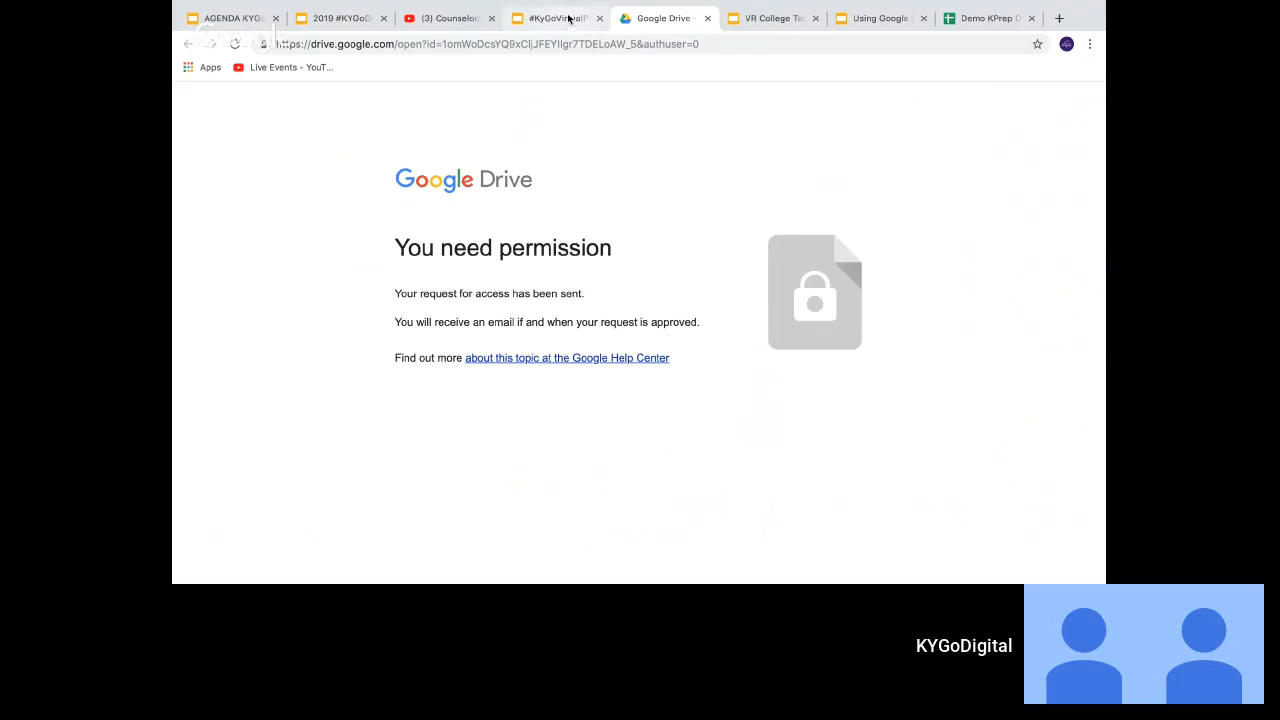 AGENDA KYG
2019 #KYGoDi
(3) Counselor
#KyGoVirtualP
Google Drive -
VR College To
Using Google
Demo KPrep D
https://drive.google.com/open?id=1omWoDcsYQ9xCljJFEYIlgr7TDELoAW_5&authuser=0
Apps
Live Events - YouT...
Google Drive
You need permission
Your request for access has been sent.
You will receive an email if and when your request is approved.
Find out more about this topic at the Google Help Center
KYGoDigital